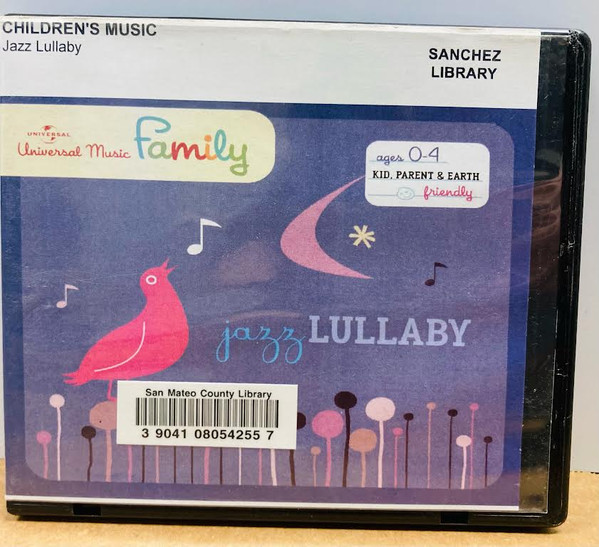 CHILDREN'S MUSIC
Jazz Lullaby
SANCHEZ
LIBRARY
UNIVERSAL
Universal Music family
ages 0-4
KID, PARENT & EARTH
friendly
jazz LULLABY
San Mateo County Library
3 9041 08054255 7